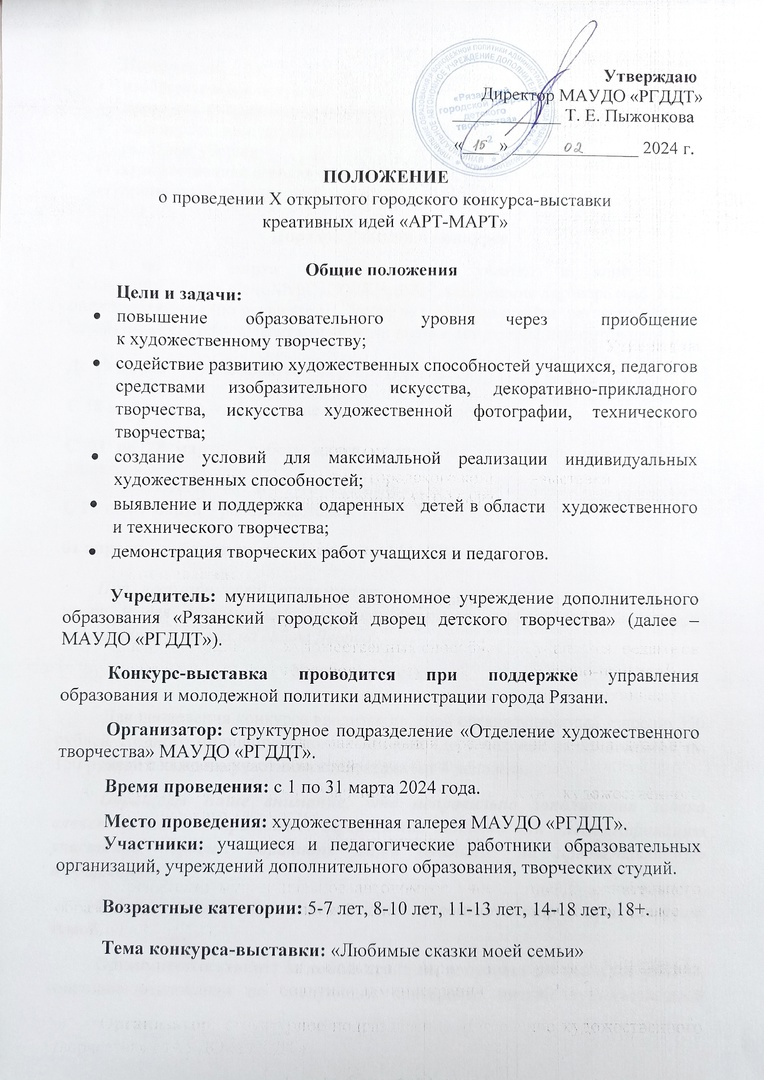 Утверждаю
Директор МАУДО «РГДДТ»
____________ Т. Е. Пыжонкова
« 15 » 02 2024 г.
ПОЛОЖЕНИЕ
о проведении X открытого городского конкурса-выставки
креативных идей «АРТ-МАРТ»
Общие положения
Цели и задачи:
• повышение образовательного уровня через приобщение
к художественному творчеству;
• содействие развитию художественных способностей учащихся, педагогов
средствами изобразительного искусства, декоративно-прикладного
творчества, искусства художественной фотографии, технического
творчества;
• создание условий для максимальной реализации индивидуальных
художественных способностей;
• выявление и поддержка одаренных детей в области художественного
и технического творчества;
• демонстрация творческих работ учащихся и педагогов.
Учредитель: муниципальное автономное учреждение дополнительного
образования «Рязанский городской дворец детского творчества» (далее –
МАУДО «РГДДТ»).
Конкурс-выставка проводится при поддержке управления
образования и молодежной политики администрации города Рязани.
Организатор: структурное подразделение «Отделение художественного
творчества» МАУДО «РГДДТ».
Время проведения: с 1 по 31 марта 2024 года.
Место проведения: художественная галерея МАУДО «РГДДТ».
Участники: учащиеся и педагогические работники образовательных
организаций, учреждений дополнительного образования, творческих студий.
Возрастные категории: 5-7 лет, 8-10 лет, 11-13 лет, 14-18 лет, 18+.
Тема конкурса-выставки: «Любимые сказки моей семьи»